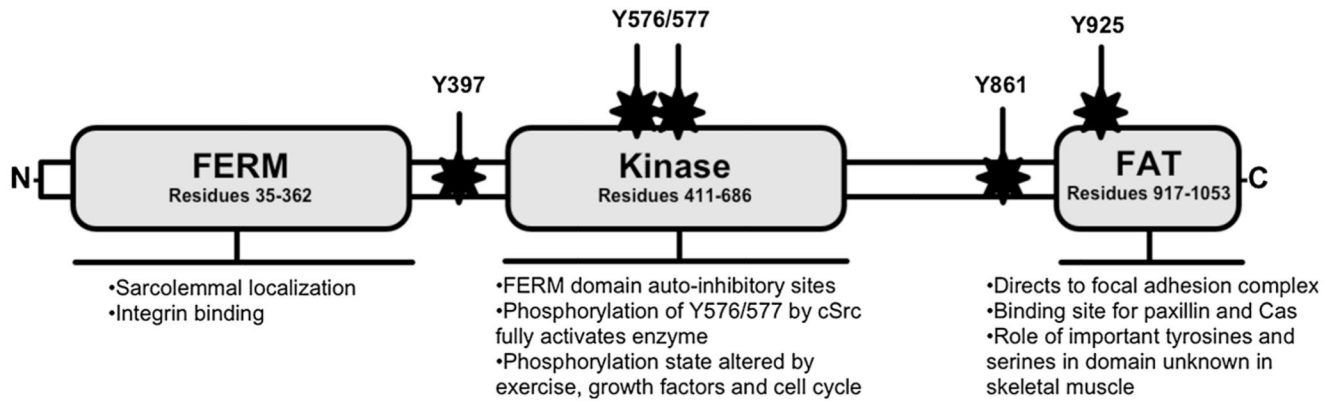 Y576/577
Y925
Y397
Y861
N
FERM
Residues 35-362
Kinase
Residues 411-686
FAT
Residues 917-1053
C
•Sarcolemmal localization
•Integrin binding
•FERM domain auto-inhibitory sites
•Phosphorylation of Y576/577 by cSrc
fully activates enzyme
•Phosphorylation state altered by
exercise, growth factors and cell cycle
•Directs to focal adhesion complex
•Binding site for paxillin and Cas
•Role of important tyrosines and
serines in domain unknown in
skeletal muscle